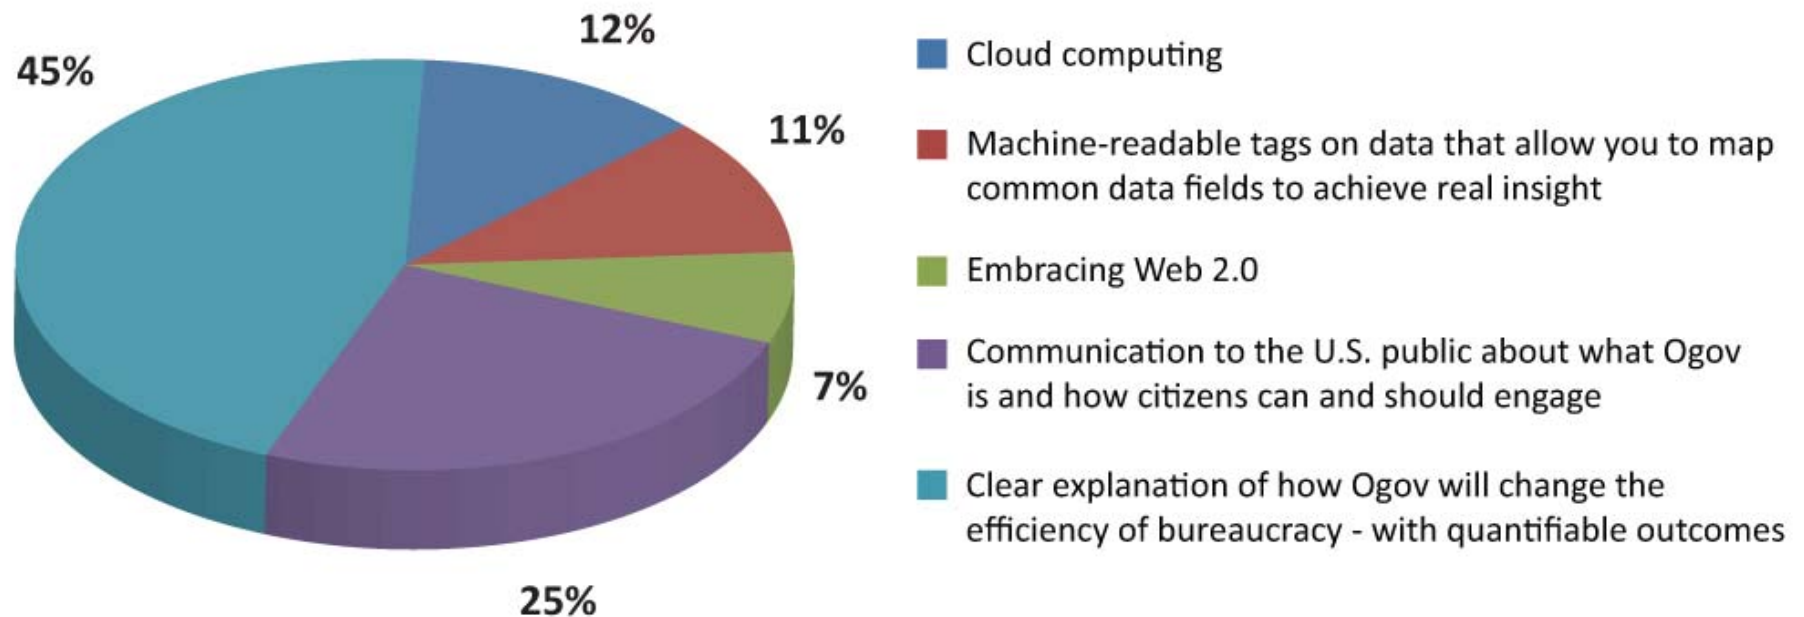 12%
45%
11%
7%
25%
Cloud computing
Machine-readable tags on data that allow you to map
common data fields to achieve real insight
Embracing Web 2.0
Communication to the U.S. public about what Ogov
is and how citizens can and should engage
Clear explanation of how Ogov will change the
efficiency of bureaucracy - with quantifiable outcomes